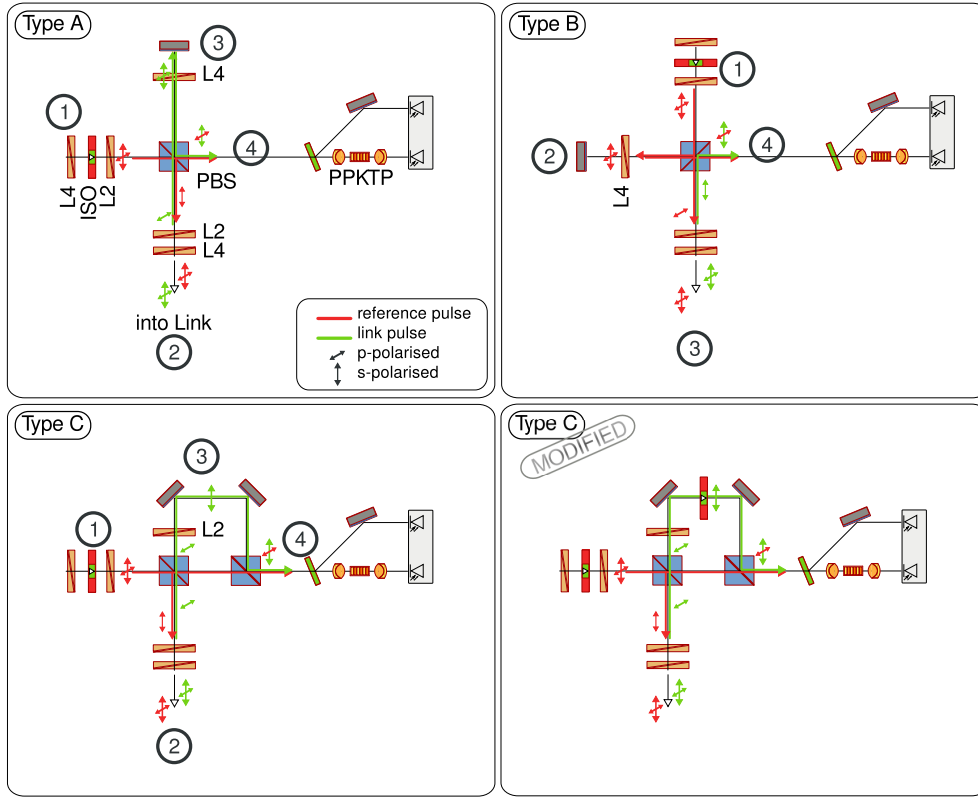 Type A
3
L4
1
4
L4
ISO
L2
PBS
PPKTP
L2
L4
into Link
2
reference pulse
link pulse
p-polarised
s-polarised
Type B
1
2
4
L4
3
Type C
3
1
L2
4
2
Type C
MODIFIED